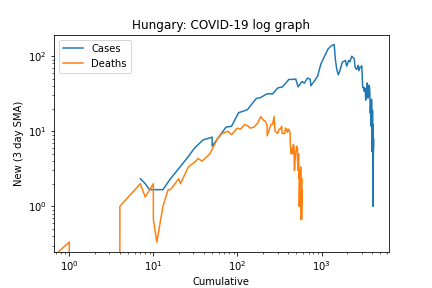 Hungary: COVID-19 log graph
Cases
Deaths
New (3 day SMA)
10²
10¹
10⁰
10⁰ 10¹ 10² 10³
Cumulative